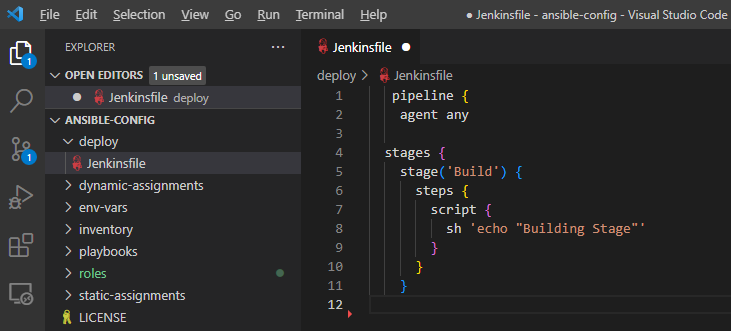 File Edit Selection View Go Run Terminal Help ● Jenkinsfile - ansible-config - Visual Studio Code
EXPLORER ···
OPEN EDITORS 1 unsaved
● Jenkinsfile deploy
ANSIBLE-CONFIG
deploy
Jenkinsfile
dynamic-assignments
env-vars
inventory
playbooks
roles
static-assignments
LICENSE
1
1
Jenkinsfile ●
deploy > Jenkinsfile
1 pipeline {
2 agent any
3
4 stages {
5 stage('Build') {
6 steps {
7 script {
8 sh 'echo "Building Stage"'
9 }
10 }
11 }
12